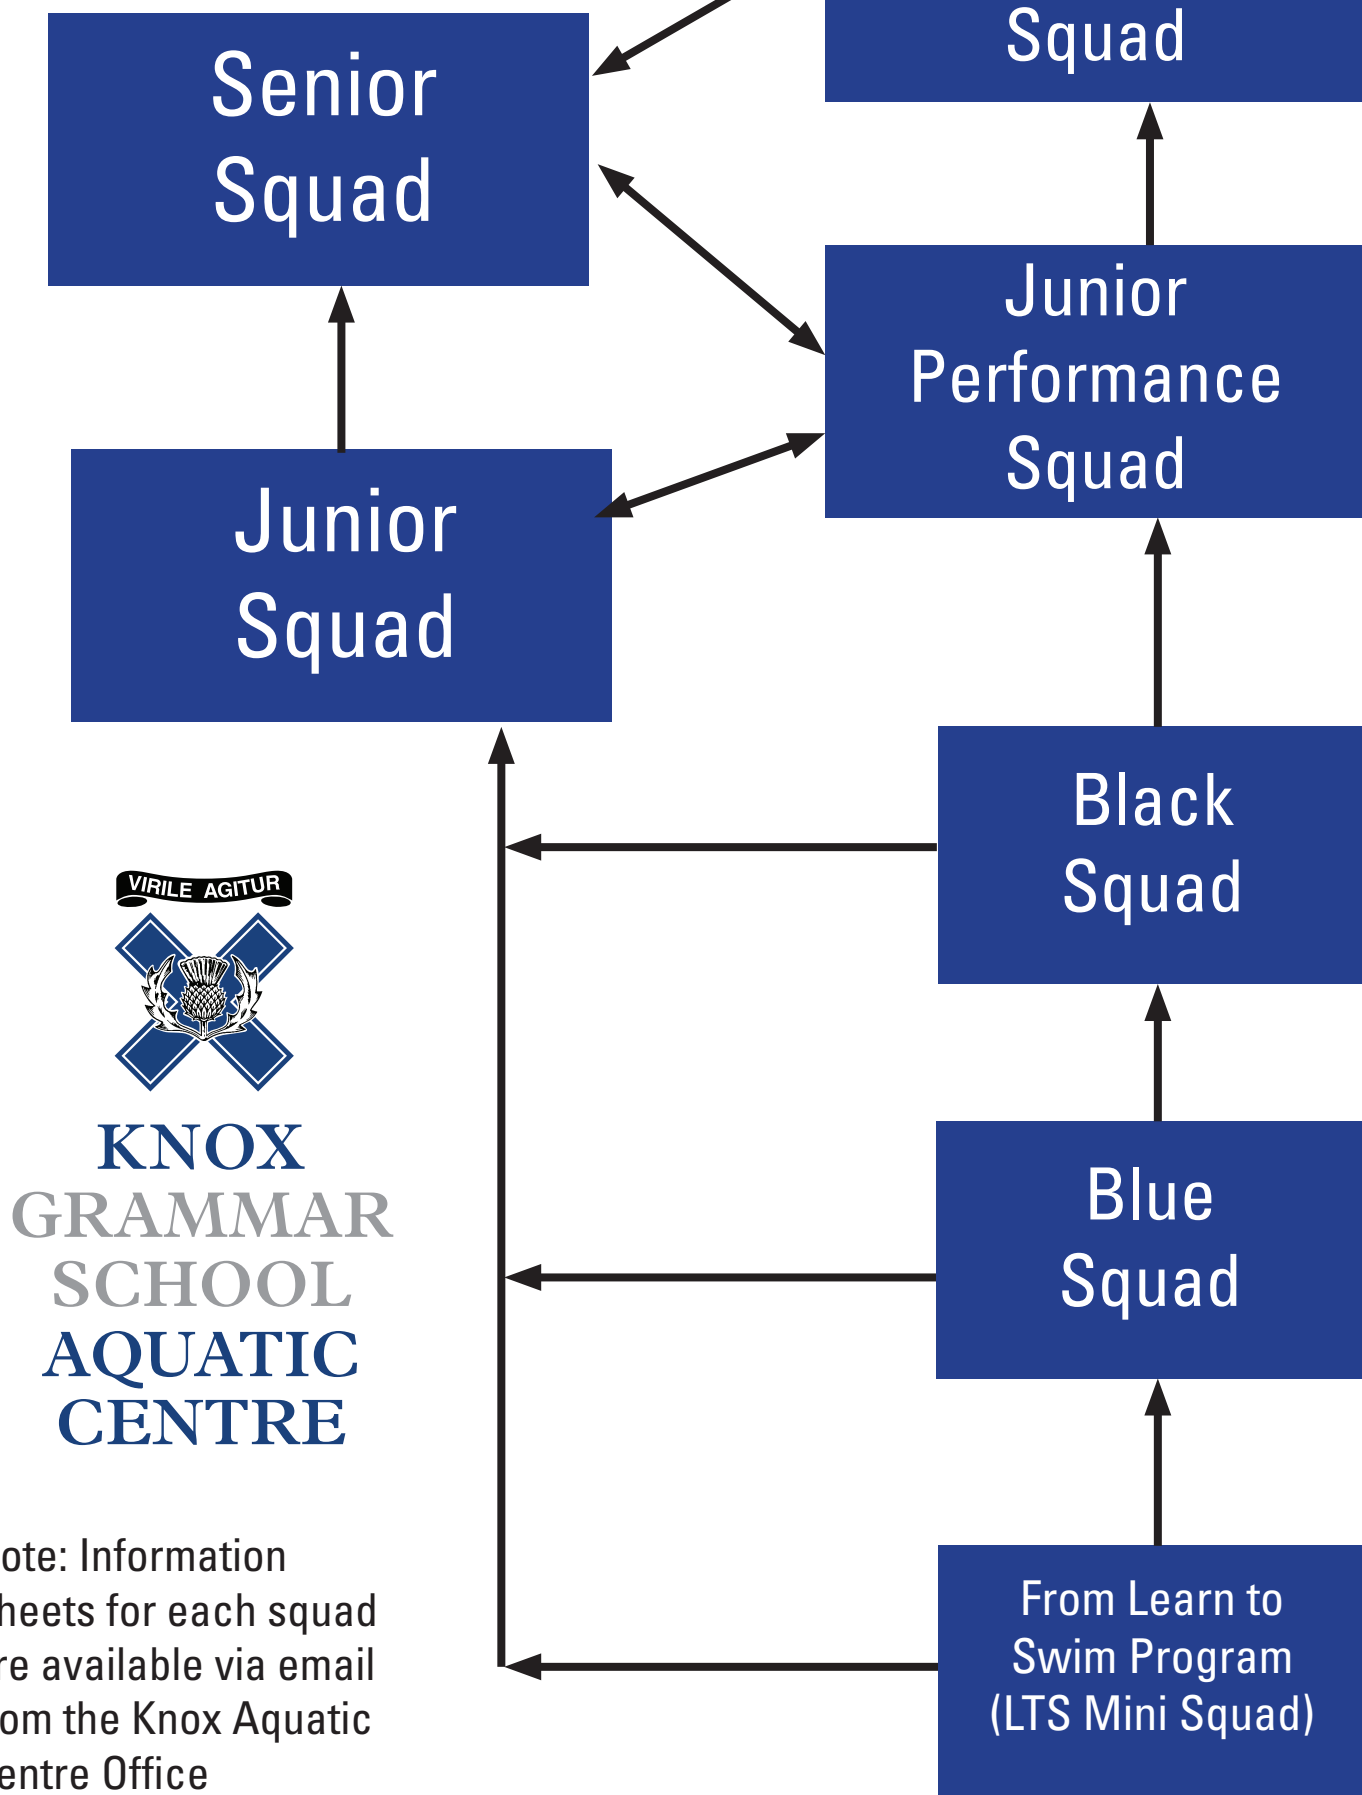 Squad
Senior
Squad
Junior
Performance
Squad
Junior
Squad
Black
Squad
VIRILE AGITUR
KNOX
GRAMMAR
SCHOOL
AQUATIC
CENTRE
Blue
Squad
ote: Information
heets for each squad
re available via email
om the Knox Aquatic
entre Office
From Learn to
Swim Program
(LTS Mini Squad)